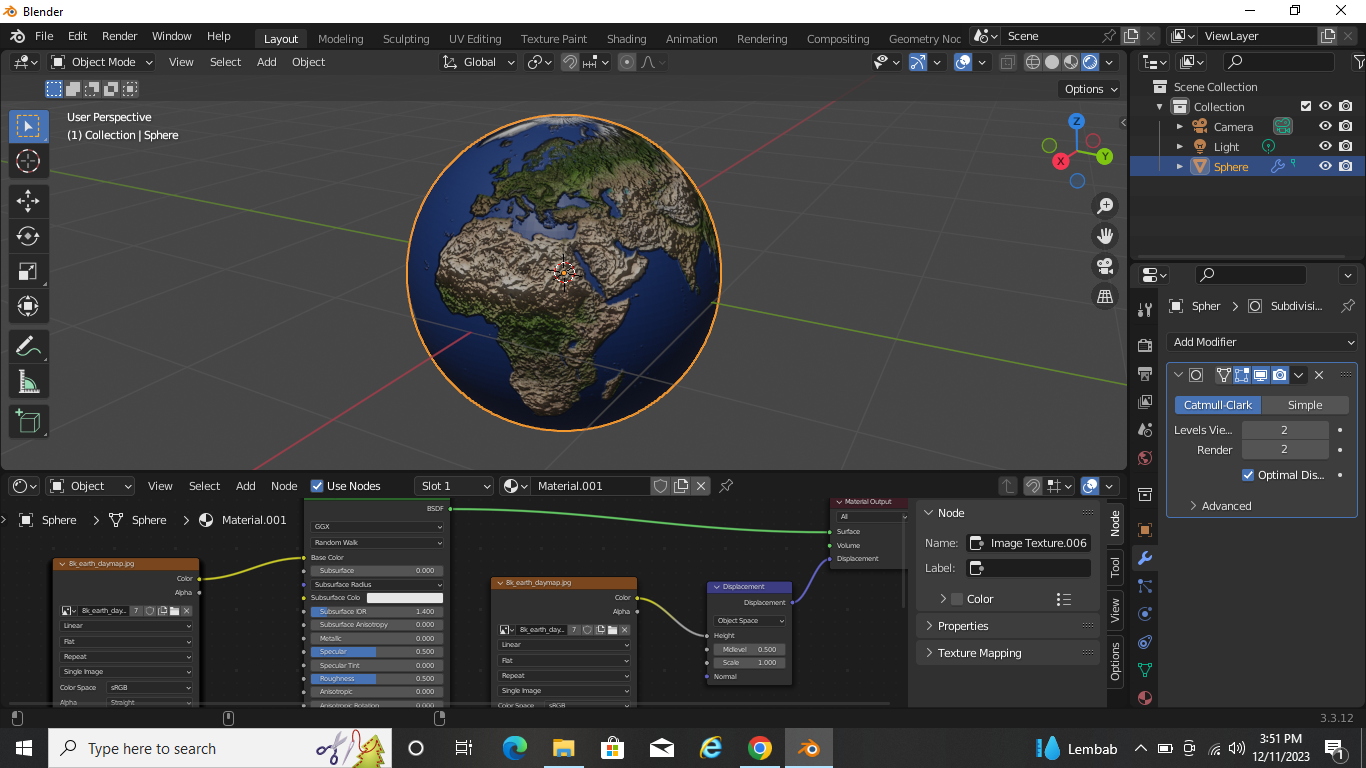 Blender
File Edit Render Window Help Layout Modeling Sculpting UV Editing Texture Paint Shading Animation Rendering Compositing Geometry Noc Scene ViewLayer
Object Mode View Select Add Object Global
Options
User Perspective
(1) Collection | Sphere
Z
Y
X
Scene Collection
Collection
Camera
Light
Sphere
Spher Subdivisi...
Add Modifier
Catmull-Clark Simple
Levels Vie... 2
Render 2
Optimal Dis...
Advanced
Object View Select Add Node Use Nodes Slot 1 Material.001
Sphere Sphere Material.001
8k_earth_daymap.jpg
Color
Alpha
8k_earth_day... 7
Linear
Flat
Repeat
Single Image
Color Space sRGB
Alpha Straight
BSDF
GGX
Random Walk
Base Color
Subsurface 0.000
Subsurface Radius
Subsurface Colo
Subsurface IOR 1.400
Subsurface Anisotropy 0.000
Metallc 0.000
Specular 0.500
Specular Tint 0.000
Roughness 0.500
Anisotropic 0.000
Anisotropic Rotation 0.000
8k_earth_daymap.jpg
Color
Alpha
8k_earth_day... 7
Linear
Flat
Repeat
Single Image
Color Space sRGB
Displacement
Displacement
Object Space
Height
Midlevel 0.500
Scale 1.000
Normal
Material Output
All
Surface
Volume
Displacement
Node
Name: Image Texture.006
Label:
Color
Properties
Texture Mapping
Node
Tool
View
Options
3.3.12
Type here to search
Lembab
3:51 PM
12/11/2023
1